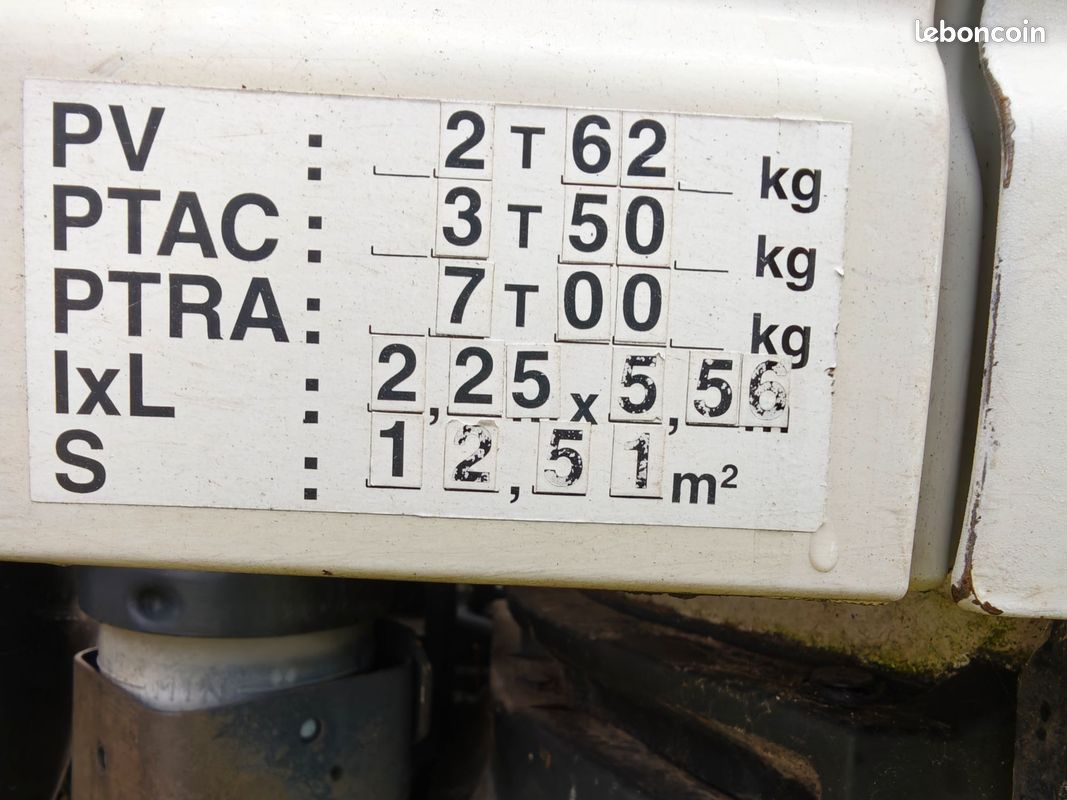 leboncoin
PV : 2 T 62 kg
PTAC : 3 T 50 kg
PTRA : 7 T 00 kg
lxL : 2,25 x 5,56
S : 12,51 m²